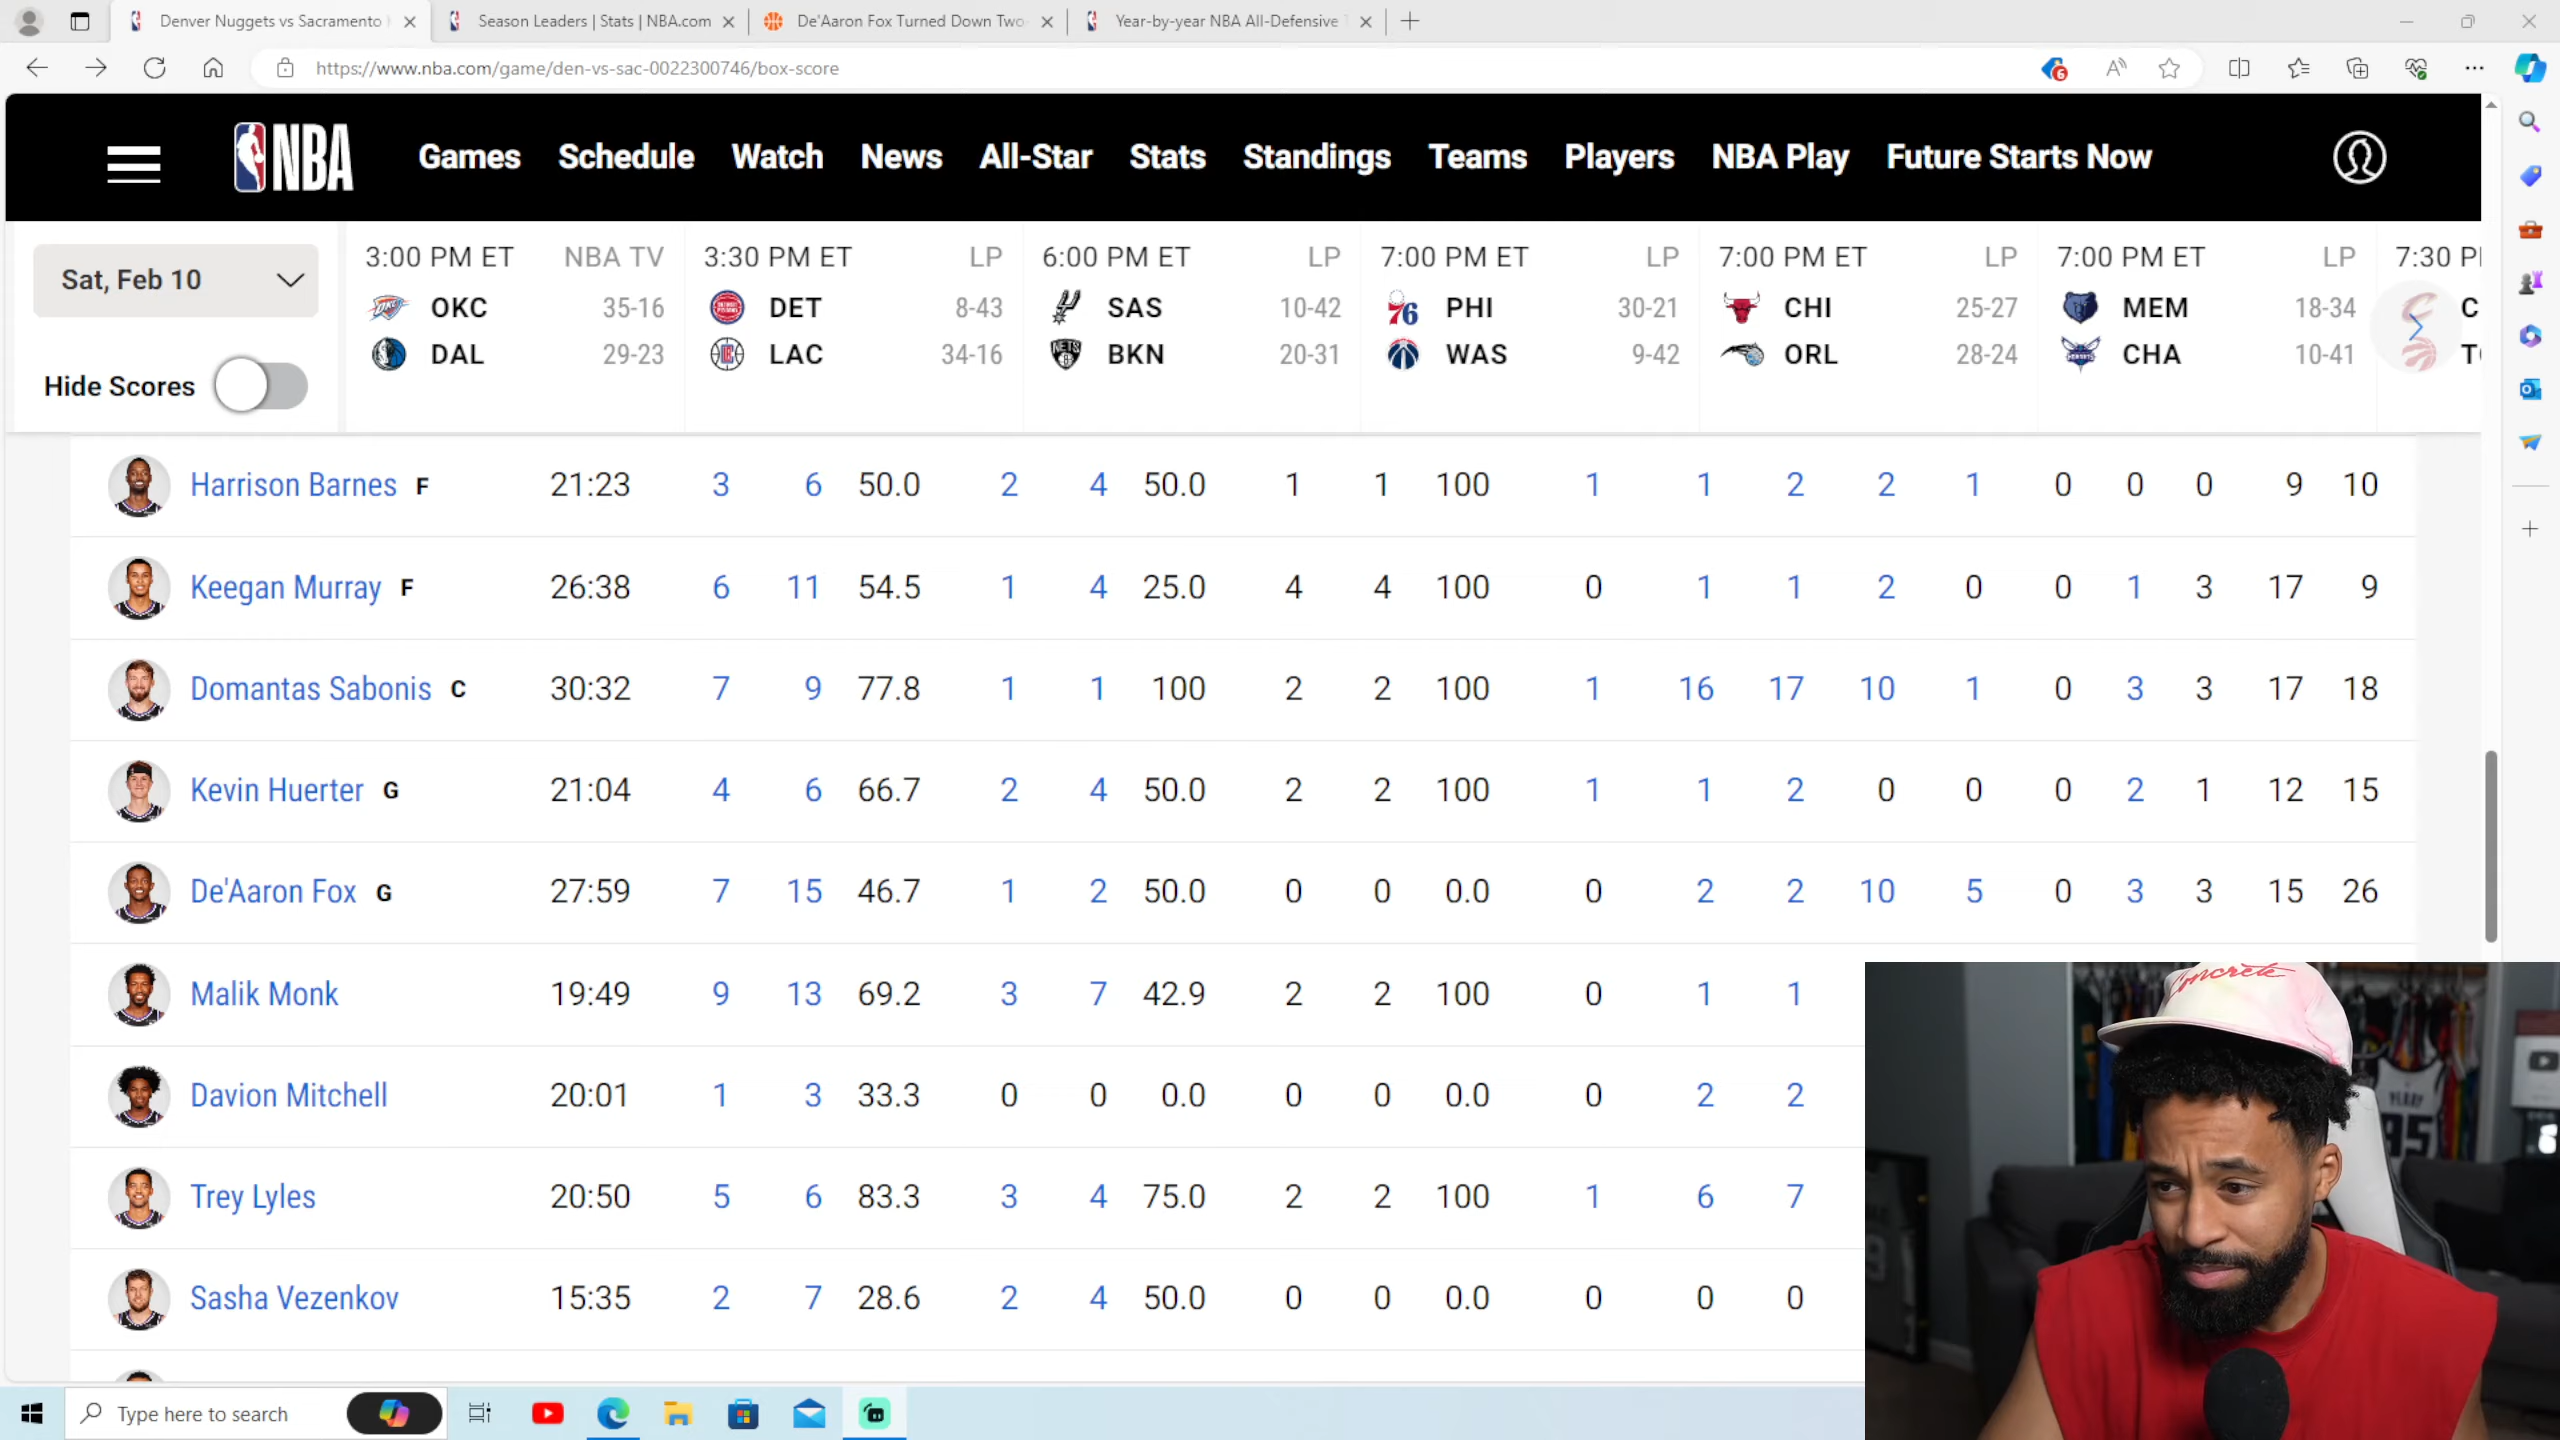 Denver Nuggets vs Sacramento
Season Leaders | Stats | NBA.com
De'Aaron Fox Turned Down Two-
Year-by-year NBA All-Defensive
https://www.nba.com/game/den-vs-sac-0022300746/box-score
6
NBA Games Schedule Watch News All-Star Stats Standings Teams Players NBA Play Future Starts Now
Sat, Feb 10
Hide Scores
3:00 PM ET NBA TV
OKC 35-16
DAL 29-23
3:30 PM ET LP
DET 8-43
LAC 34-16
6:00 PM ET LP
SAS 10-42
BKN 20-31
7:00 PM ET LP
PHI 30-21
WAS 9-42
7:00 PM ET LP
CHI 25-27
ORL 28-24
7:00 PM ET LP
MEM 18-34
CHA 10-41
7:30 P
C
T
Harrison Barnes F 21:23 3 6 50.0 2 4 50.0 1 1 100 1 1 2 2 1 0 0 0 9 10
Keegan Murray F 26:38 6 11 54.5 1 4 25.0 4 4 100 0 1 1 2 0 0 1 3 17 9
Domantas Sabonis C 30:32 7 9 77.8 1 1 100 2 2 100 1 16 17 10 1 0 3 3 17 18
Kevin Huerter G 21:04 4 6 66.7 2 4 50.0 2 2 100 1 1 2 0 0 0 2 1 12 15
De'Aaron Fox G 27:59 7 15 46.7 1 2 50.0 0 0 0.0 0 2 2 10 5 0 3 3 15 26
Malik Monk 19:49 9 13 69.2 3 7 42.9 2 2 100 0 1 1
Davion Mitchell 20:01 1 3 33.3 0 0 0.0 0 0 0.0 0 2 2
Trey Lyles 20:50 5 6 83.3 3 4 75.0 2 2 100 1 6 7
Sasha Vezenkov 15:35 2 7 28.6 2 4 50.0 0 0 0.0 0 0 0
Concrete
Type here to search